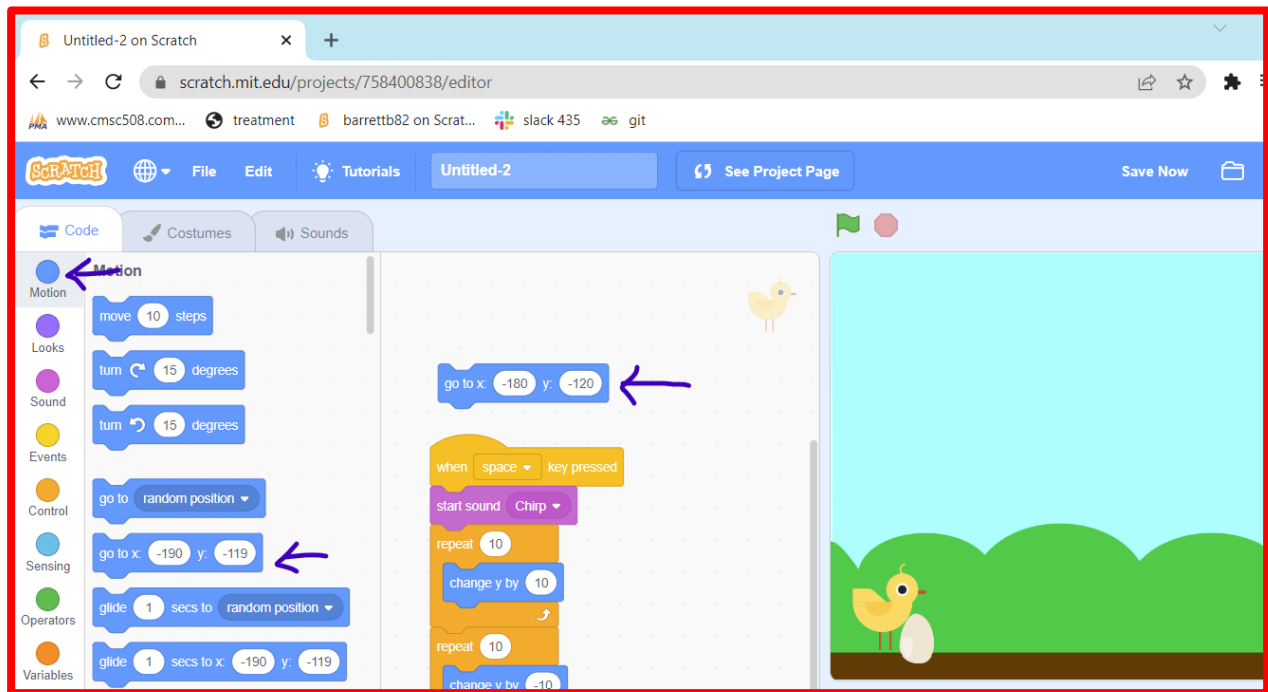 Untitled-2 on Scratch
scratch.mit.edu/projects/758400838/editor
PMA www.cmsc508.com... treatment barrettb82 on Scrat... slack 435 git
SCRATCH File Edit Tutorials Untitled-2 See Project Page Save Now
Code Costumes Sounds
Motion
Looks
Sound
Events
Control
Sensing
Operators
Variables
Motion
move 10 steps
turn 15 degrees
turn 15 degrees
go to random position
go to x: -190 y: -119
glide 1 secs to random position
glide 1 secs to x: -190 y: -119
go to x: -180 y: -120
when space key pressed
start sound Chirp
repeat 10
change y by 10
repeat 10
change y by -10